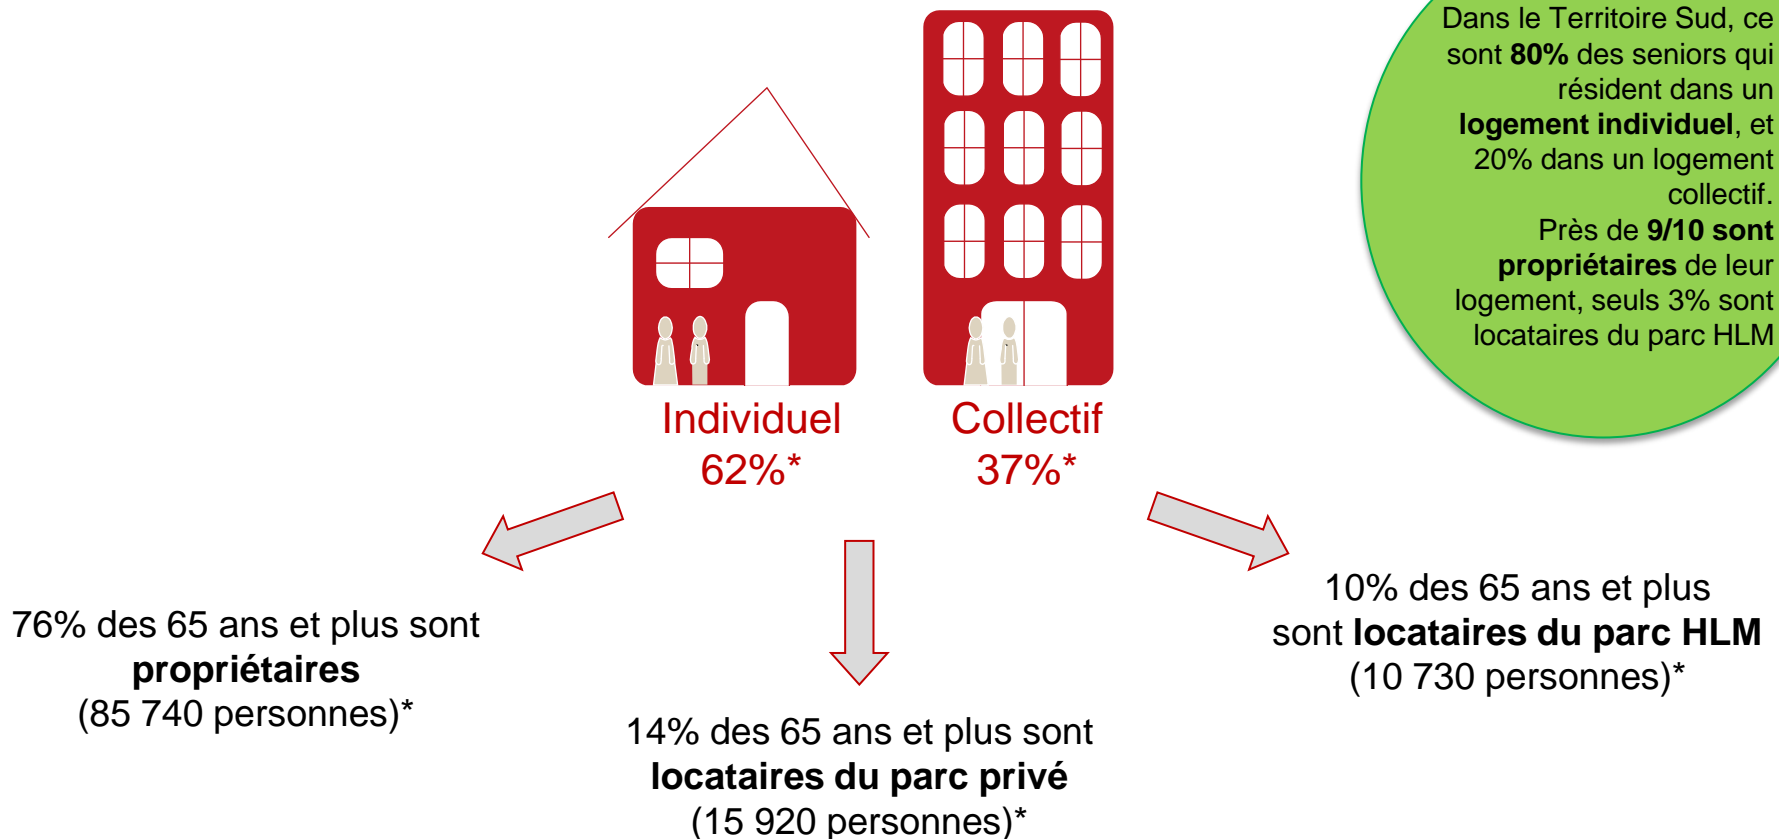 Dans le Territoire Sud, ce
sont 80% des seniors qui
résident dans un
logement individuel, et
20% dans un logement
collectif.
Près de 9/10 sont
propriétaires de leur
logement, seuls 3% sont
locataires du parc HLM
Individuel
62%*
Collectif
37%*
76% des 65 ans et plus sont
propriétaires
(85 740 personnes)*
14% des 65 ans et plus sont
locataires du parc privé
(15 920 personnes)*
10% des 65 ans et plus
sont locataires du parc HLM
(10 730 personnes)*